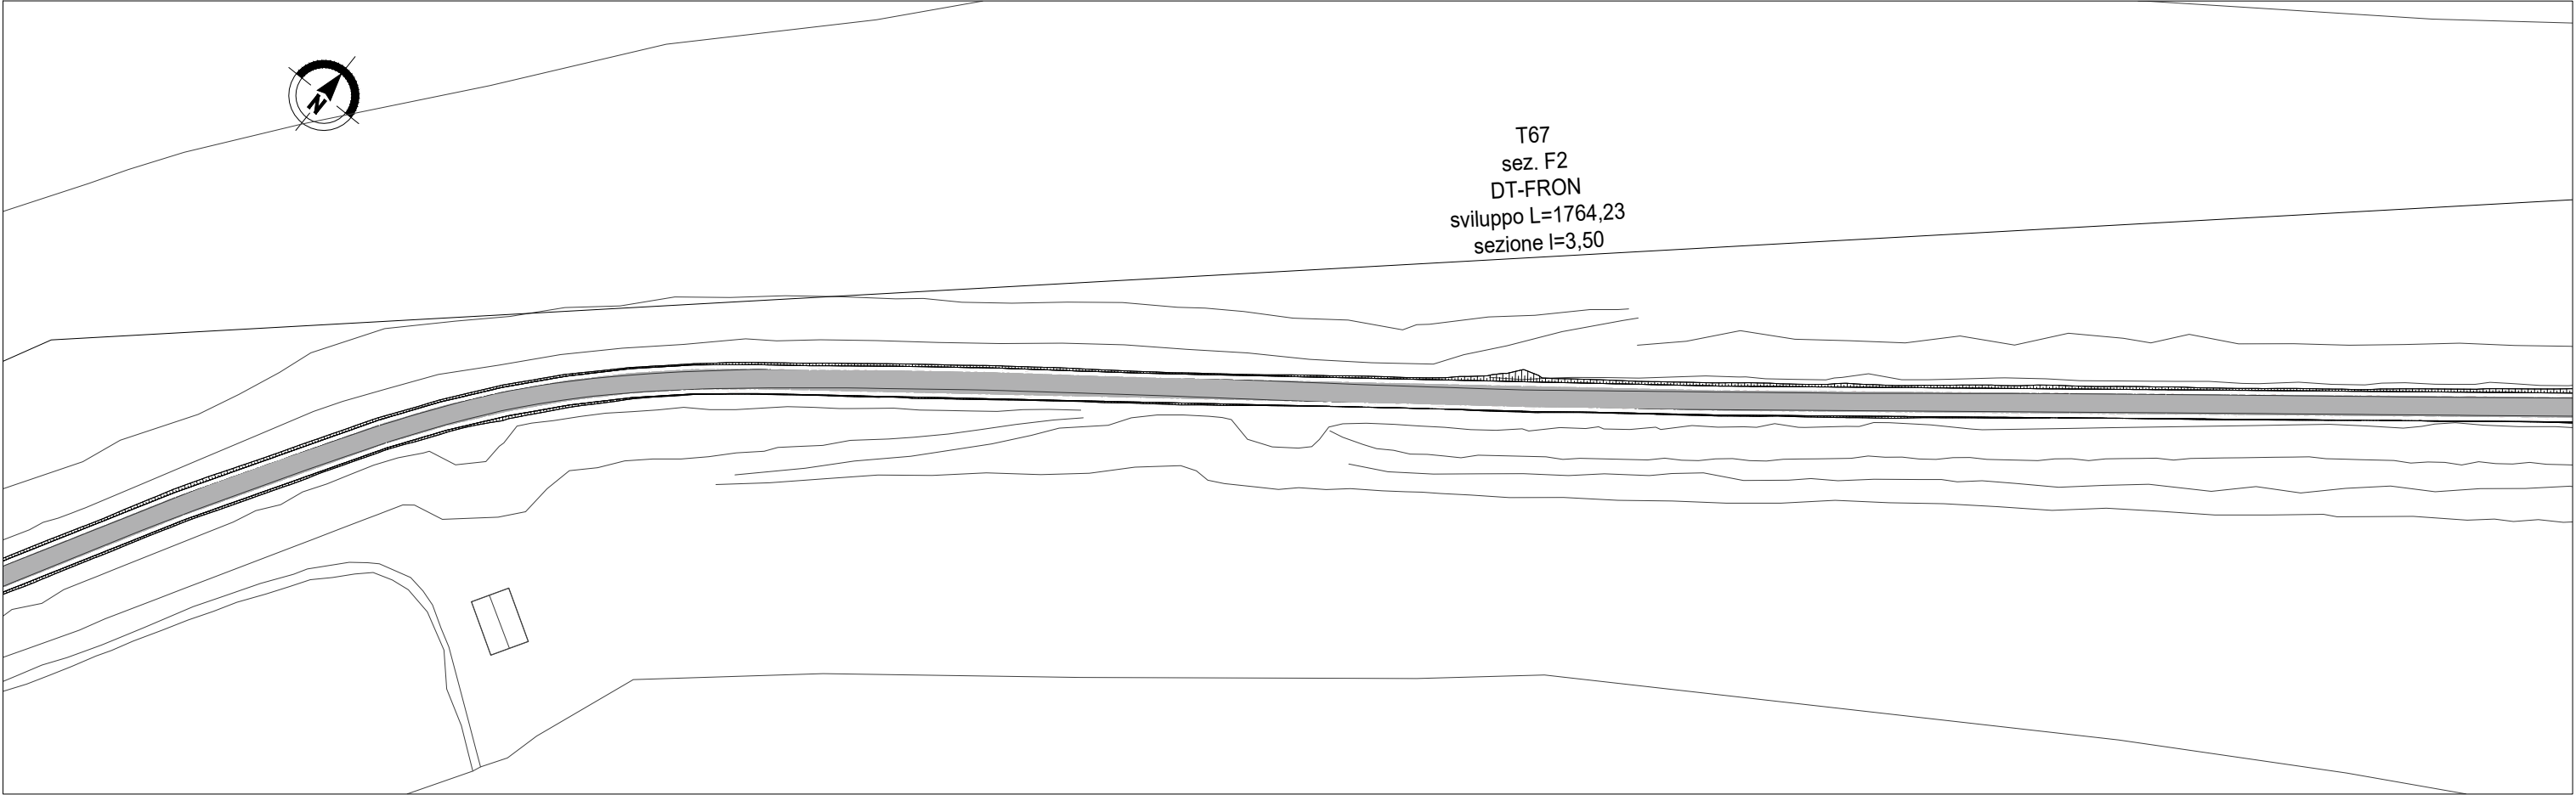 N
T67
sez. F2
DT-FRON
sviluppo L=1764,23
sezione l=3,50